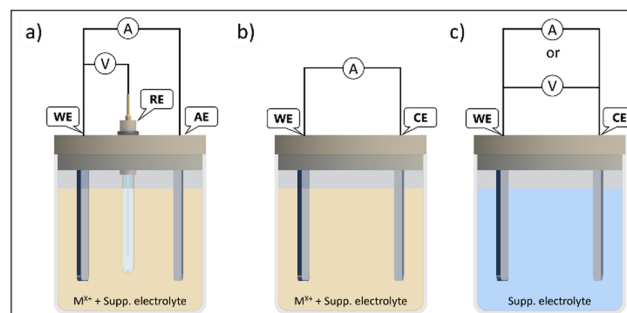 a)
A
V
RE
WE
AE
Mˣ⁺ + Supp. electrolyte
b)
A
WE
CE
Mˣ⁺ + Supp. electrolyte
c)
A
or
V
WE
CE
Supp. electrolyte